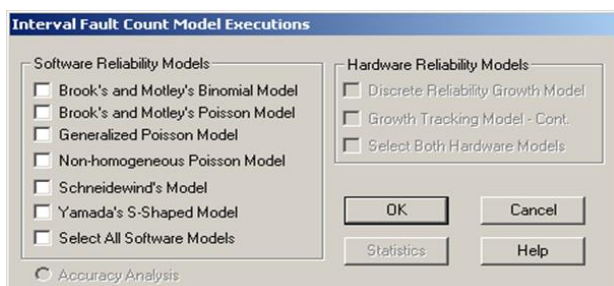 Interval Fault Count Model Executions
Software Reliability Models
Brook's and Motley's Binomial Model
Brook's and Motley's Poisson Model
Generalized Poisson Model
Non-homogeneous Poisson Model
Schneidewind's Model
Yamada's S-Shaped Model
Select All Software Models
Accuracy Analysis
Hardware Reliability Models
Discrete Reliability Growth Model
Growth Tracking Model - Cont.
Select Both Hardware Models
OK
Cancel
Statistics
Help